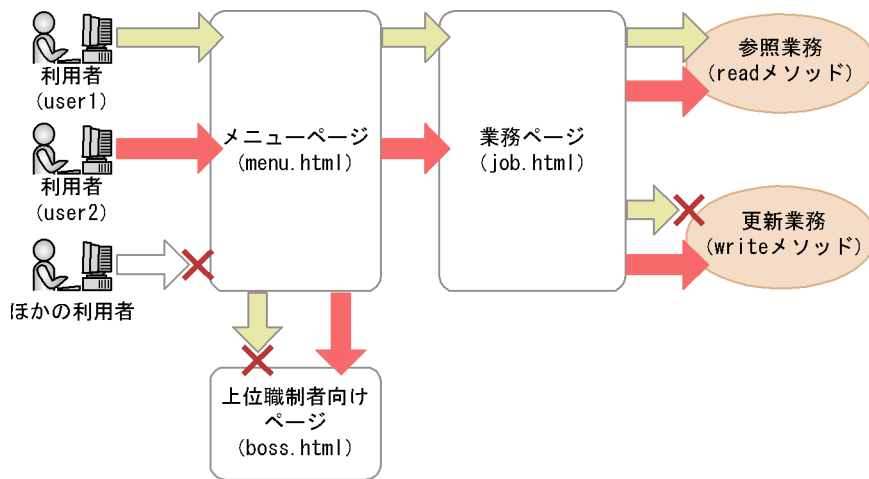 利用者
(user1)
利用者
(user2)
ほかの利用者
メニューページ
(menu.html)
業務ページ
(job.html)
参照業務
(readメソッド)
更新業務
(writeメソッド)
上位職制者向け
ページ
(boss.html)